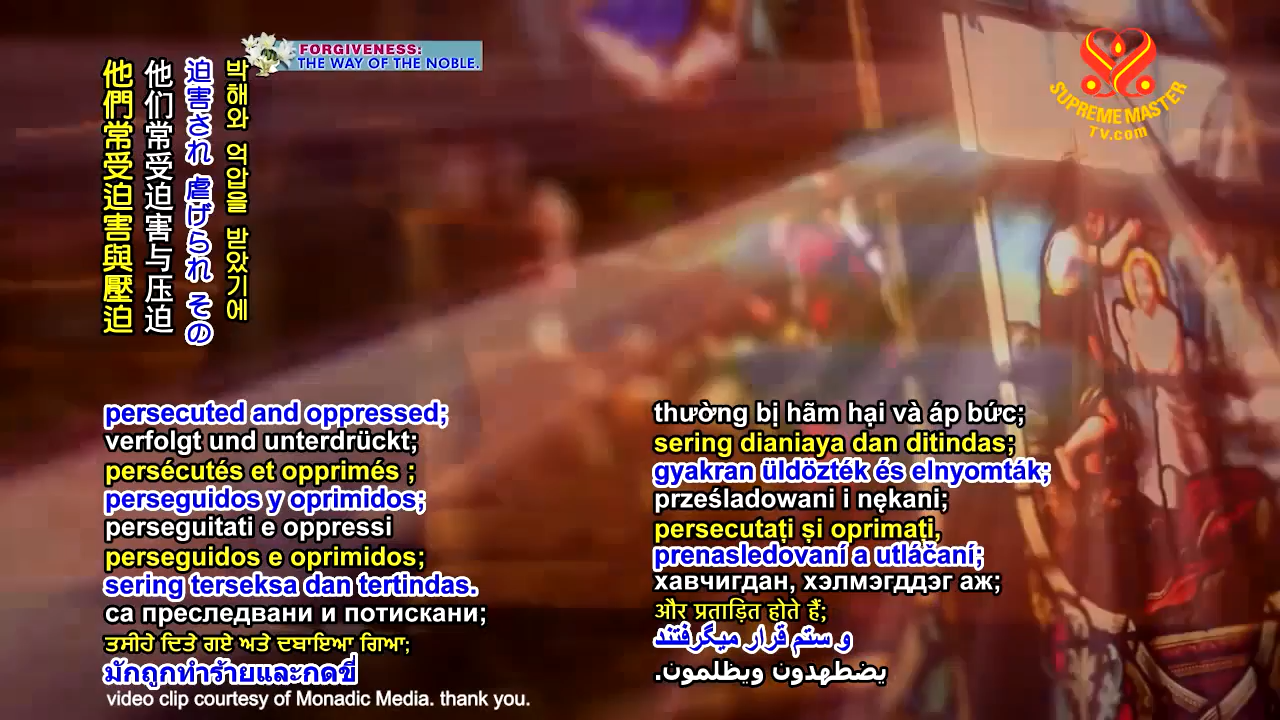 FORGIVENESS:
THE WAY OF THE NOBLE.
SUPREME MASTER
TV.com
박해와 억압을 받았기에
迫害され 虐げられ その
他们常受迫害与压迫
他們常受迫害與壓迫
persecuted and oppressed;
verfolgt und unterdrückt;
persécutés et opprimés ;
perseguidos y oprimidos;
perseguitati e oppressi
perseguidos e oprimidos;
sering terseksa dan tertindas.
са преследвани и потискани;
ਤਸੀਹੇ ਦਿਤੇ ਗਏ ਅਤੇ ਦਬਾਇਆ ਗਿਆ;
มักถูกทำร้ายและกดขี่
thường bị hãm hại và áp bức;
sering dianiaya dan ditindas;
gyakran üldözték és elnyomták;
prześladowani i nękani;
persecutați și oprimați,
prenasledovaní a utláčaní;
хавчигдан, хэлмэгддэг аж;
और प्रताड़ित होते हैं;
و ستم قرار میگرفتند
يضطهدون ويظلمون.
video clip courtesy of Monadic Media. thank you.